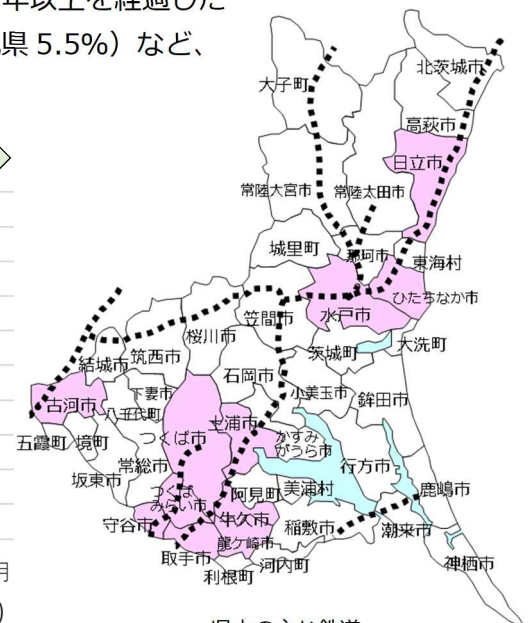 年以上を経過した
県 5.5%）など、
北茨城市
大子町
高萩市
日立市
常陸大宮市
常陸太田市
城里町
那珂市
東海村
ひたちなか市
水戸市
笠間市
桜川市
大洗町
茨城町
筑西市
結城市
石岡市
小美玉市
鉾田市
下妻市
古河市
八千代町
土浦市
かすみ
がうら市
五霞町
境町
つくば市
常総市
行方市
坂東市
美浦村
鹿嶋市
つくば
みらい市
阿見町
守谷市
牛久市
稲敷市
潮来市
龍ケ崎市
取手市
河内町
神栖市
利根町
月
)